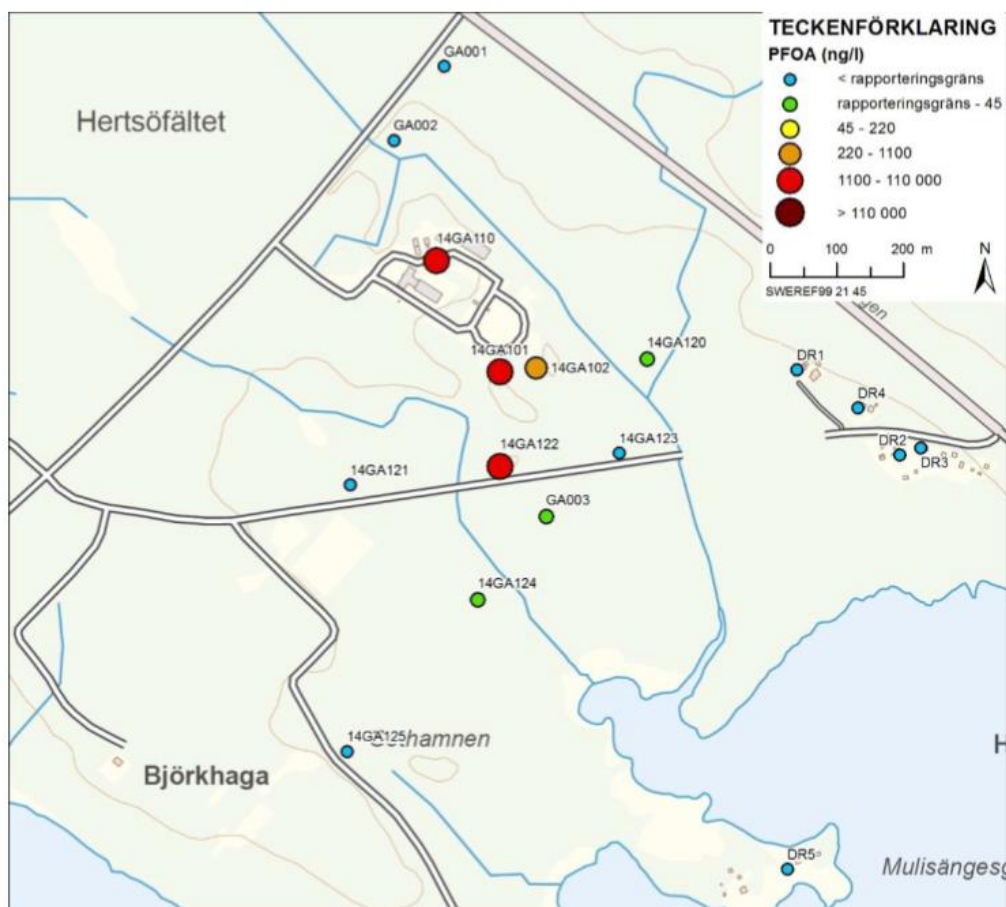 TECKENFÖRKLARING
PFOA (ng/l)
< rapporteringsgräns
rapporteringsgräns - 45
45 - 220
220 - 1100
1100 - 110 000
> 110 000
0 100 200 m
N
SWEREF99 21 45
GA001
Hertsöfältet
GA002
14GA110
14GA101
14GA102
14GA120
DR1
DR4
DR2
DR3
14GA122
14GA123
14GA121
GA003
14GA124
14GA125
Björkhaga
H
DR5